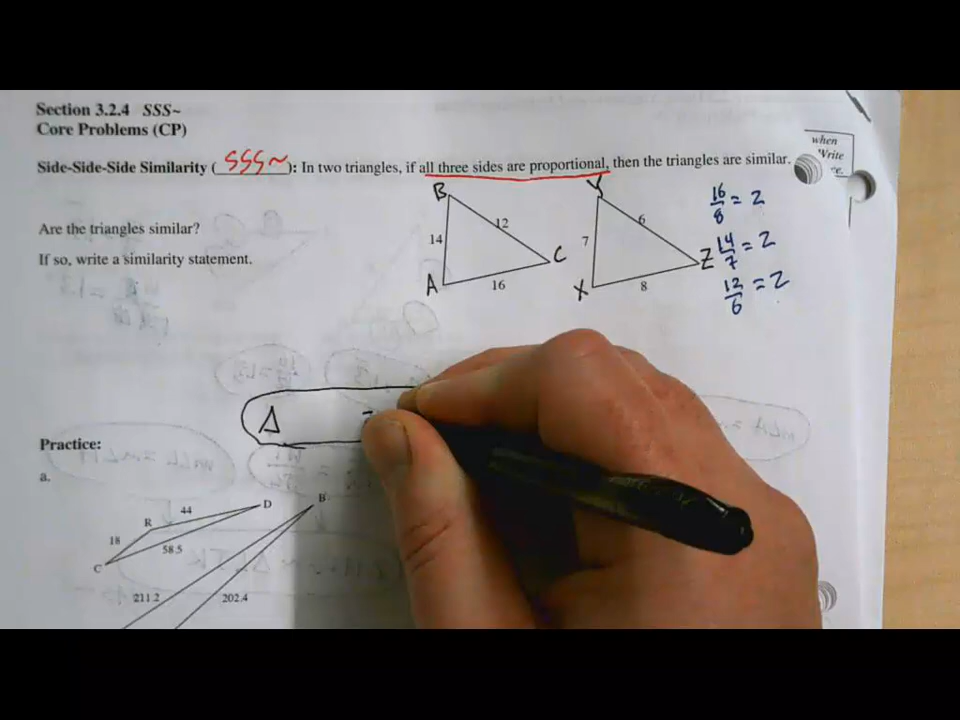 Section 3.2.4 SSS~
Core Problems (CP)
when
Write
Side-Side-Side Similarity ( SSS~ ): In two triangles, if all three sides are proportional, then the triangles are similar.
B
Y
16/8 = 2
12
6
Are the triangles similar?
14
7
14/7 = 2
If so, write a similarity statement.
C
Z
A
16
X
8
12/6 = 2
Δ
Practice:
a.
R
44
D
B
18
58.5
C
211.2
202.4